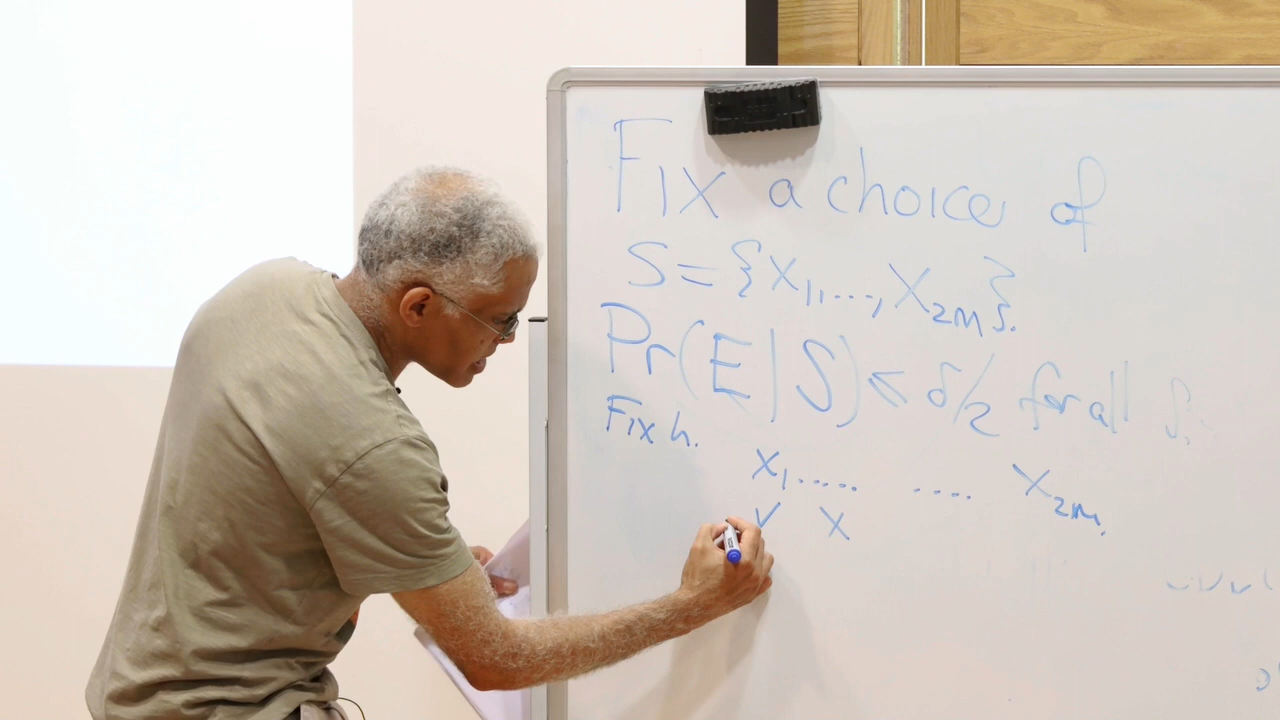 Fix a choice of
S = {x₁,...,x₂ₘ}.
Pr(E|S) ≤ δ/2 for all S.
Fix h.
x₁..... .... x₂ₘ.
✓ x